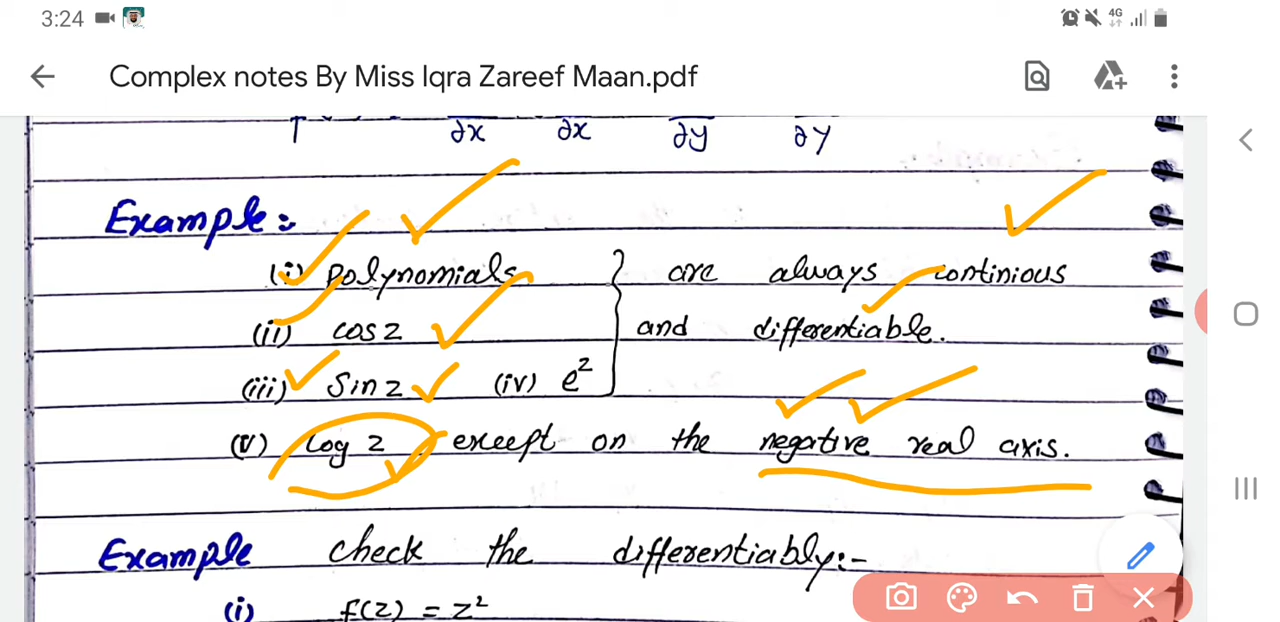 3:24
4G
Complex notes By Miss Iqra Zareef Maan.pdf
∂x ∂x ∂y ∂y
Example:
(i) polynomials } are always continious
(ii) cos z and differentiable.
(iii) Sin z (iv) e^z
(v) log z except on the negative real axis.
Example check the differentiably:-
(i) f(z) = z²